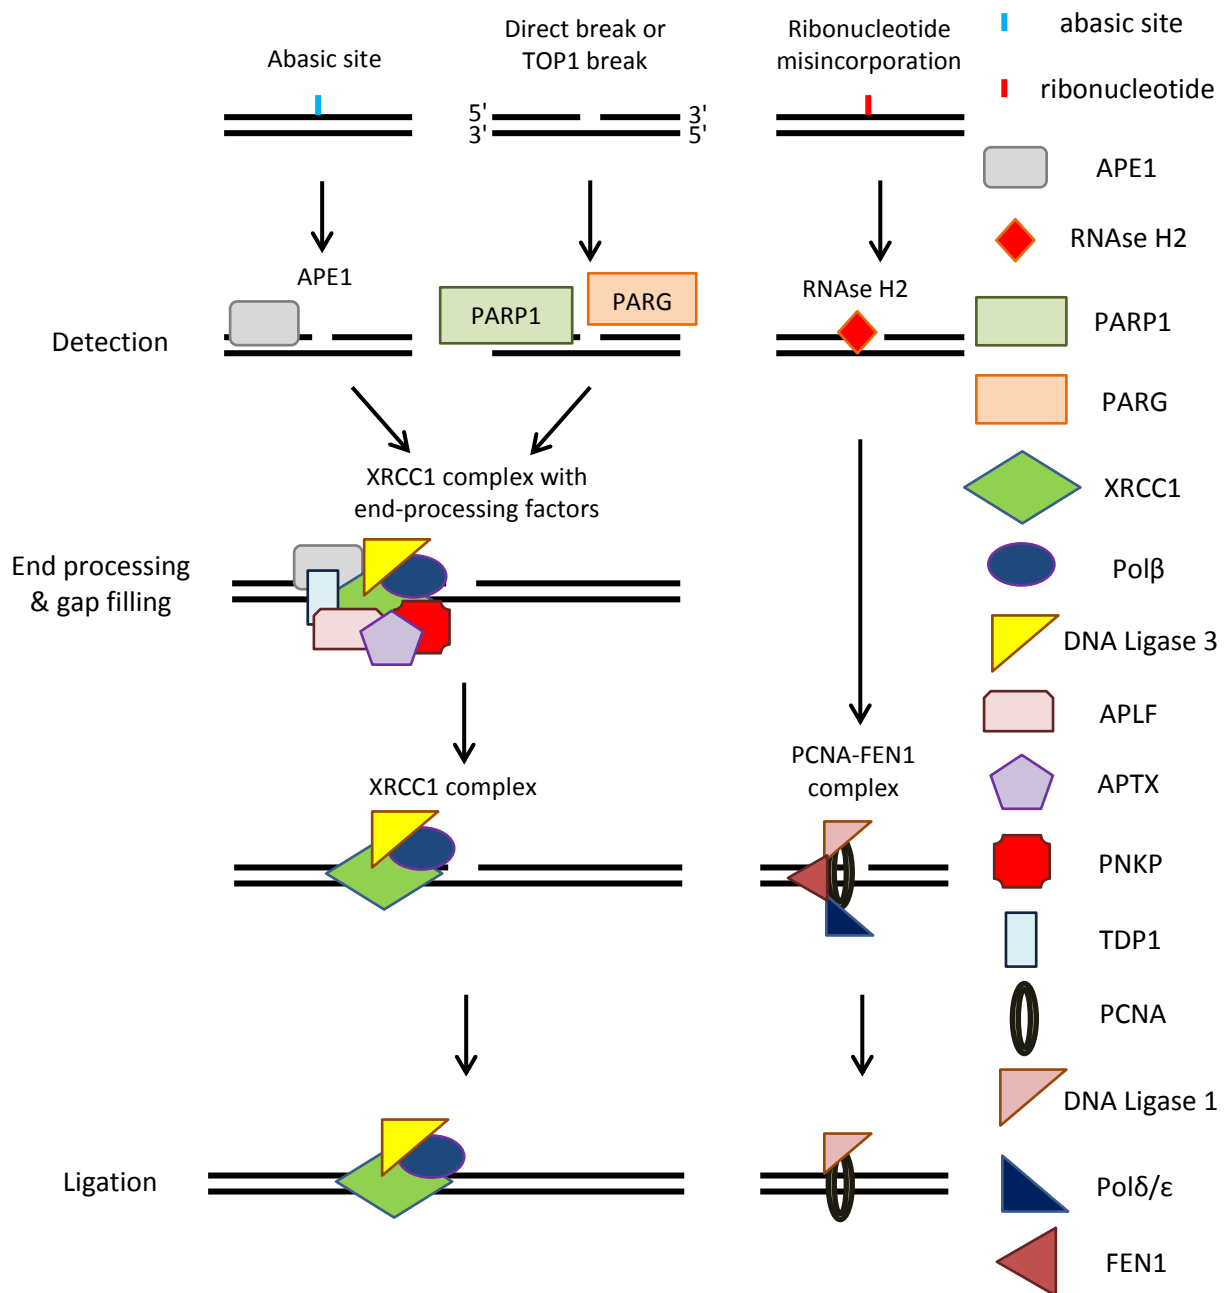 Abasic site
Direct break or
TOP1 break
Ribonucleotide
misincorporation
5'
3'
3'
5'
APE1
PARP1
PARG
RNAse H2
Detection
XRCC1 complex with
end-processing factors
End processing
& gap filling
XRCC1 complex
PCNA-FEN1
complex
Ligation
abasic site
ribonucleotide
APE1
RNAse H2
PARP1
PARG
XRCC1
Polβ
DNA Ligase 3
APLF
APTX
PNKP
TDP1
PCNA
DNA Ligase 1
Polδ/ε
FEN1